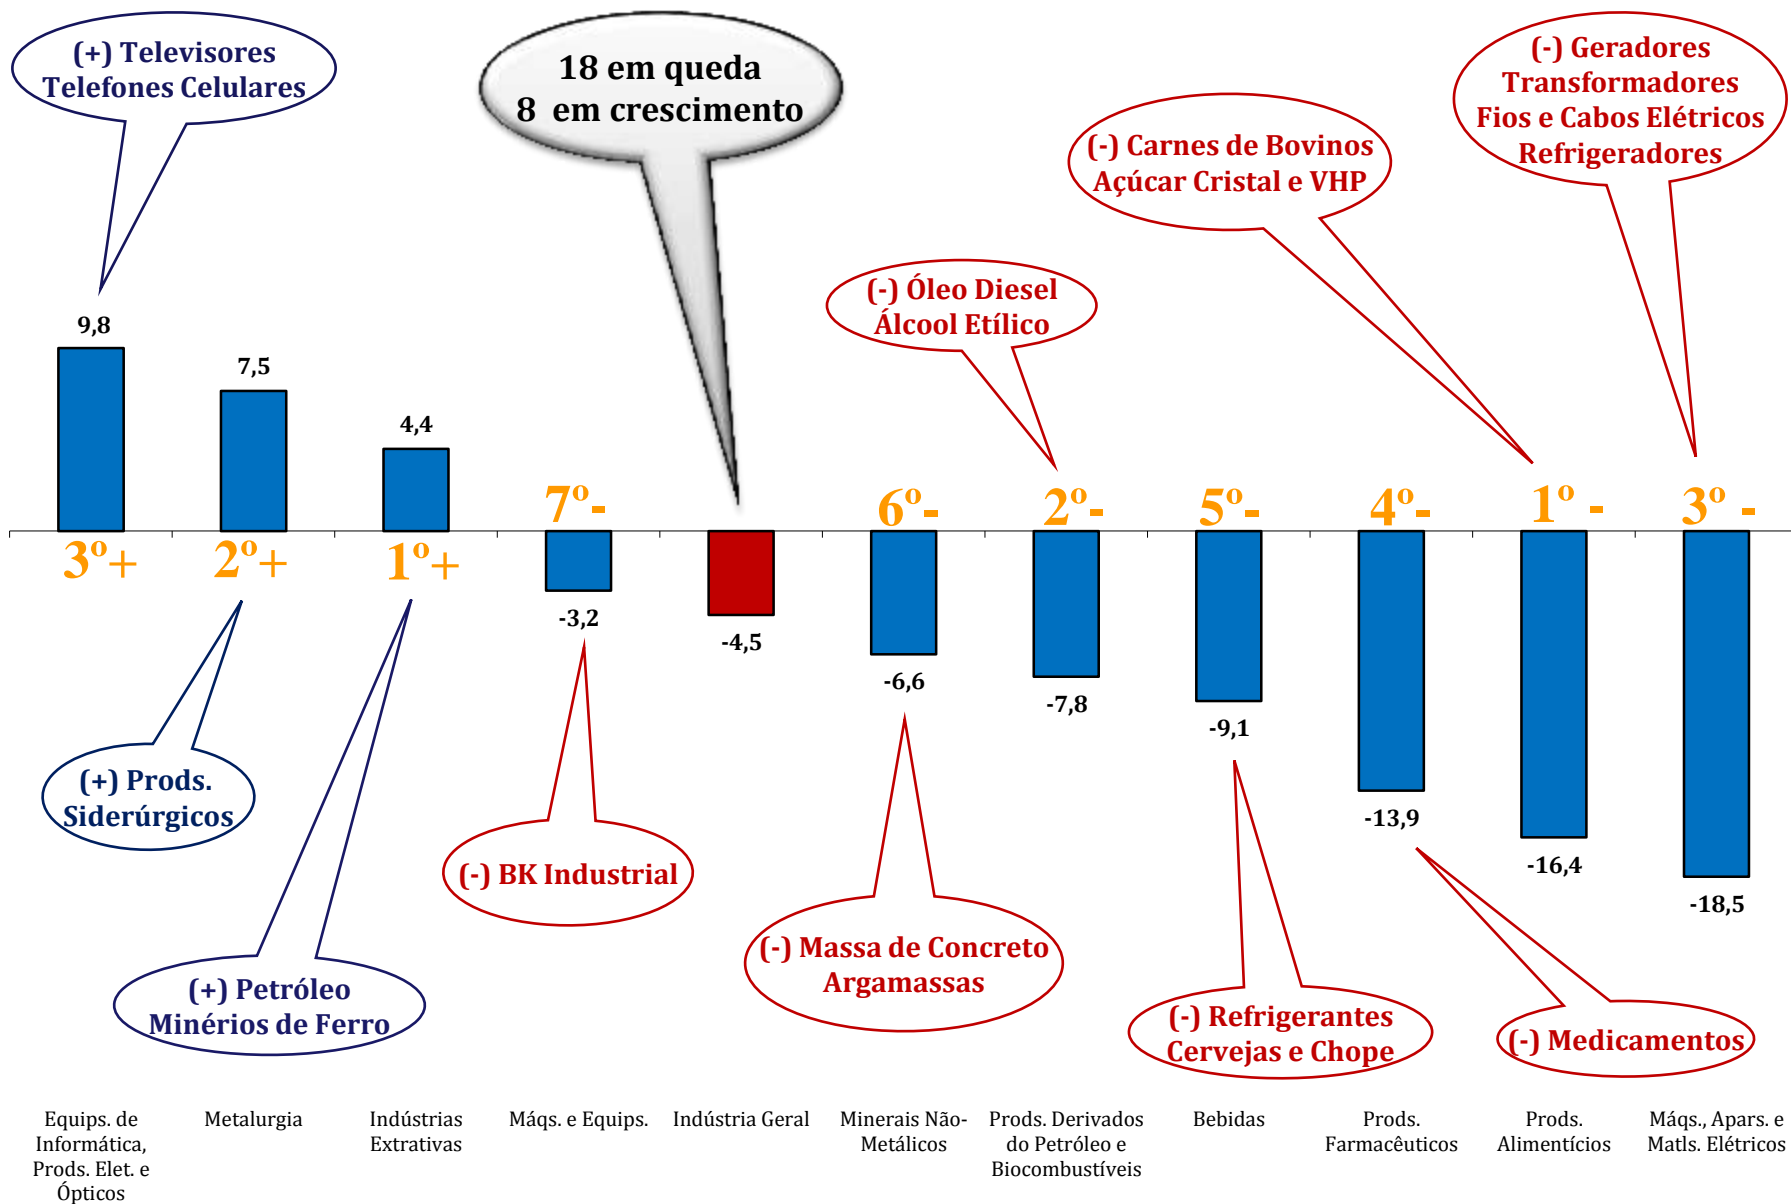 (+) Televisores
Telefones Celulares
18 em queda
8 em crescimento
(-) Geradores
Transformadores
Fios e Cabos Elétricos
Refrigeradores
(-) Carnes de Bovinos
Açúcar Cristal e VHP
(-) Óleo Diesel
Álcool Etílico
9,8
7,5
4,4
7º-
6º-
2º-
5º-
4º-
1º -
3º -
3º+
2º+
1º+
-3,2
-4,5
-6,6
-7,8
-9,1
-13,9
-16,4
-18,5
(+) Prods.
Siderúrgicos
(-) BK Industrial
(-) Massa de Concreto
Argamassas
(+) Petróleo
Minérios de Ferro
(-) Refrigerantes
Cervejas e Chope
(-) Medicamentos
Equips. de
Informática,
Prods. Elet. e
Ópticos
Metalurgia
Indústrias
Extrativas
Máqs. e Equips.
Indústria Geral
Minerais Não-
Metálicos
Prods. Derivados
do Petróleo e
Biocombustíveis
Bebidas
Prods.
Farmacêuticos
Prods.
Alimentícios
Máqs., Apars. e
Matls. Elétricos